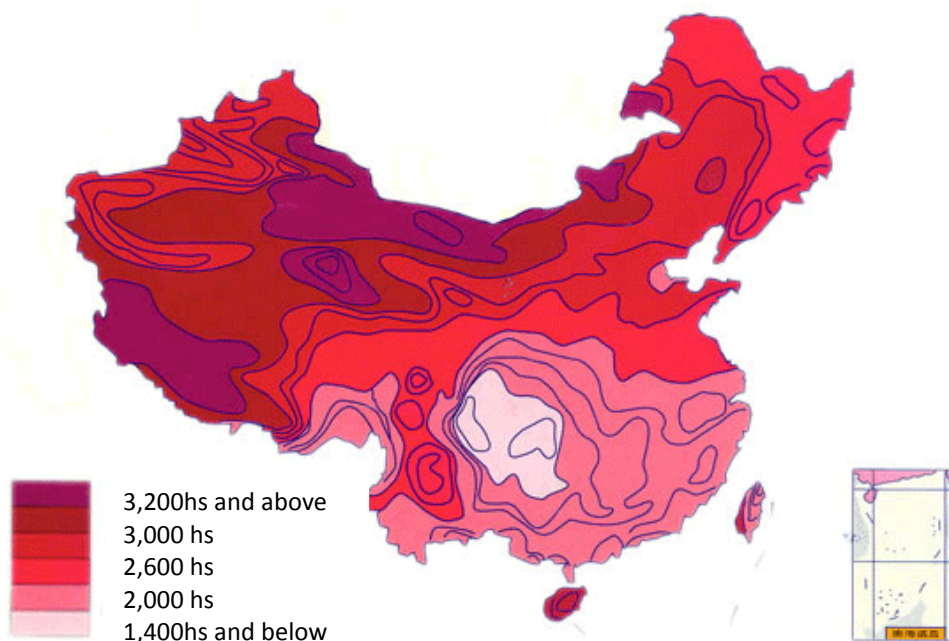 3,200hs and above
3,000 hs
2,600 hs
2,000 hs
1,400hs and below